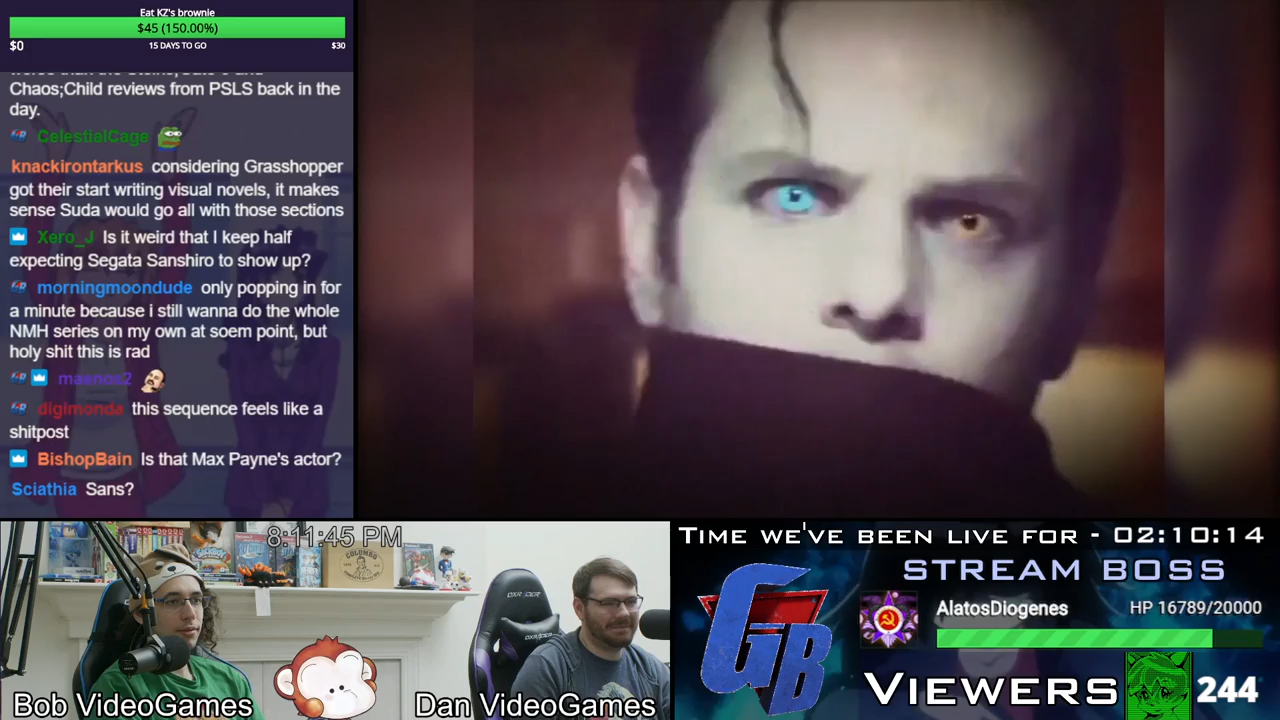 Eat KZ's brownie
$45 (150.00%)
$0
15 DAYS TO GO
$30
Chaos;Child reviews from PSLS back in the
day.
CelestialCage
knackirontarkus considering Grasshopper
got their start writing visual novels, it makes
sense Suda would go all with those sections
Xero_J Is it weird that I keep half
expecting Segata Sanshiro to show up?
morningmoondude only popping in for
a minute because i still wanna do the whole
NMH series on my own at soem point, but
holy shit this is rad
maenos2
digimonda this sequence feels like a
shitpost
BishopBain Is that Max Payne's actor?
Sciathia Sans?
8:11:45 PM
COLUMBO
DXRACER
Bob VideoGames
Dan VideoGames
TIME WE'VE BEEN LIVE FOR - 02:10:14
STREAM BOSS
AlatosDiogenes
HP 16789/20000
GB
VIEWERS
244